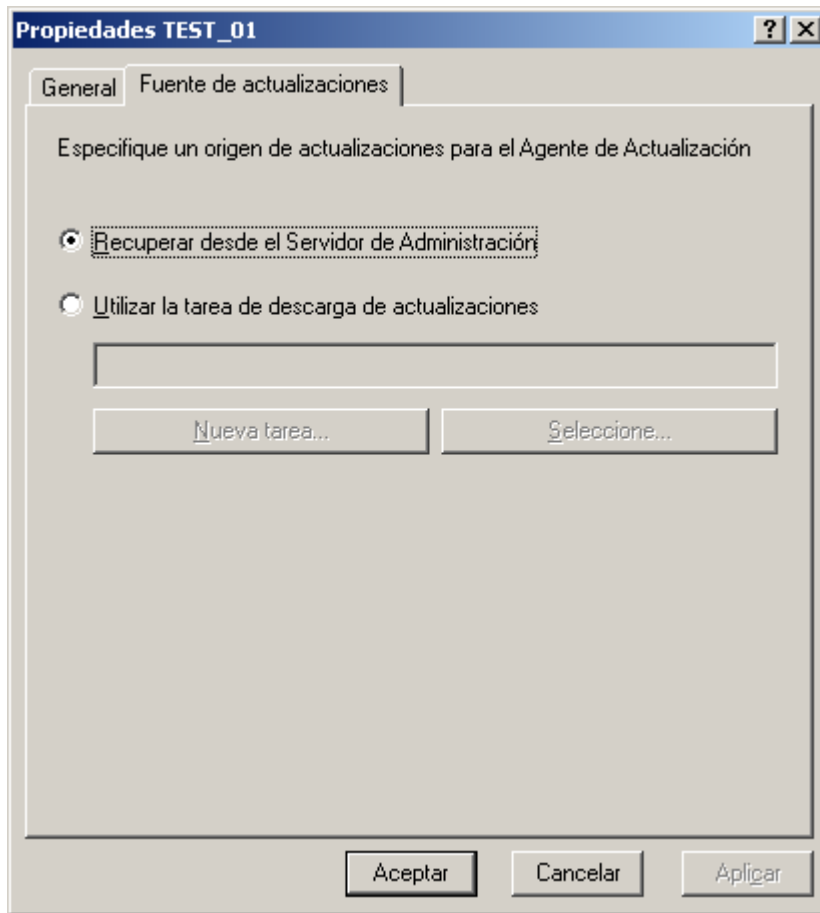 Propiedades TEST_01
General
Fuente de actualizaciones
Especifique un origen de actualizaciones para el Agente de Actualización
Recuperar desde el Servidor de Administración
Utilizar la tarea de descarga de actualizaciones
Nueva tarea...
Seleccione...
Aceptar
Cancelar
Aplicar